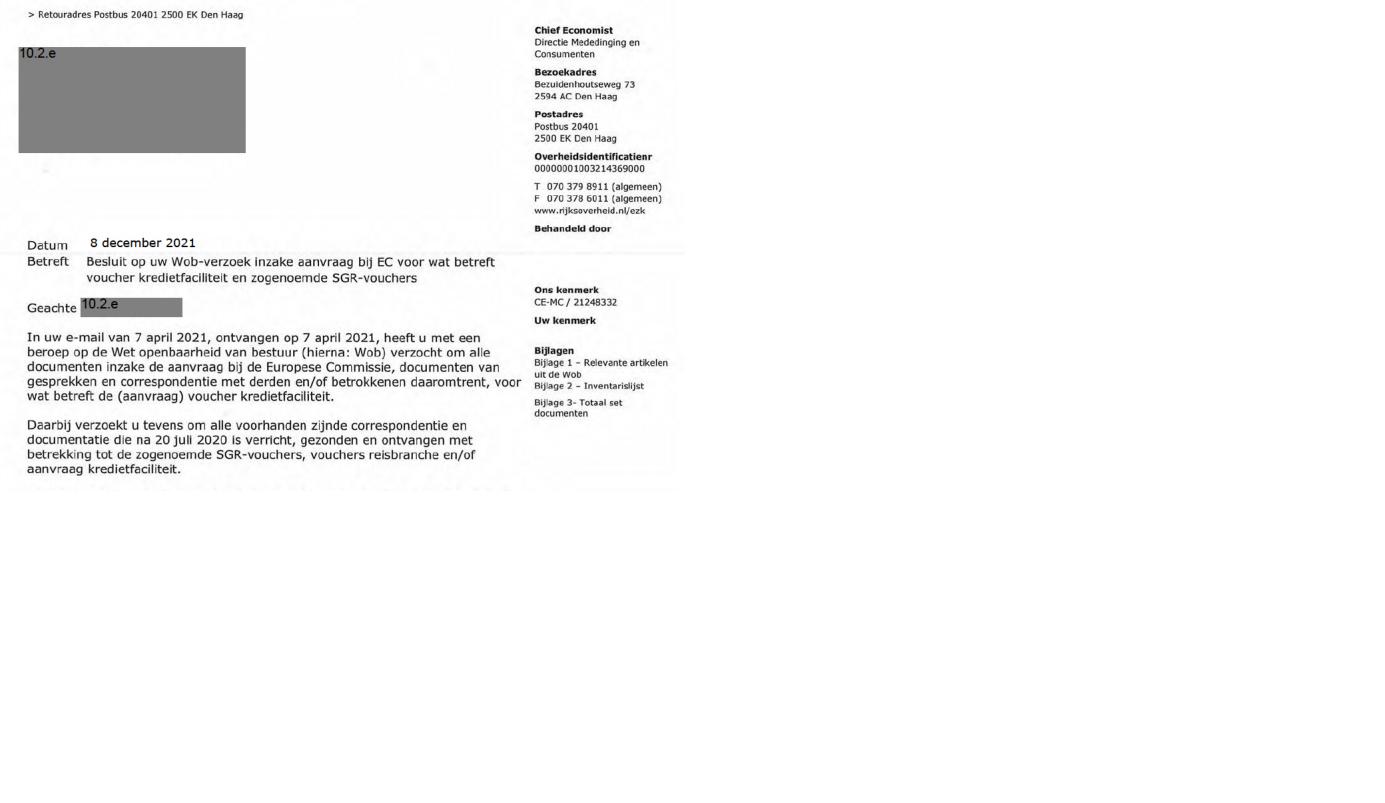 > Retouradres Postbus 20401 2500 EK Den Haag
10.2.e
Chief Economist
Directie Mededinging en
Consumenten
Bezoekadres
Bezuidenhoutseweg 73
2594 AC Den Haag
Postadres
Postbus 20401
2500 EK Den Haag
Overheidsidentificatienr
00000001003214369000
T 070 379 8911 (algemeen)
F 070 378 6011 (algemeen)
www.rijksoverheid.nl/ezk
Behandeld door
Datum 8 december 2021
Betreft Besluit op uw Wob-verzoek inzake aanvraag bij EC voor wat betreft
voucher kredietfaciliteit en zogenoemde SGR-vouchers
Ons kenmerk
CE-MC / 21248332
Uw kenmerk
Bijlagen
Bijlage 1 – Relevante artikelen
uit de Wob
Bijlage 2 – Inventarislijst
Bijlage 3- Totaal set
documenten
Geachte 10.2.e
In uw e-mail van 7 april 2021, ontvangen op 7 april 2021, heeft u met een
beroep op de Wet openbaarheid van bestuur (hierna: Wob) verzocht om alle
documenten inzake de aanvraag bij de Europese Commissie, documenten van
gesprekken en correspondentie met derden en/of betrokkenen daaromtrent, voor
wat betreft de (aanvraag) voucher kredietfaciliteit.
Daarbij verzoekt u tevens om alle voorhanden zijnde correspondentie en
documentatie die na 20 juli 2020 is verricht, gezonden en ontvangen met
betrekking tot de zogenoemde SGR-vouchers, vouchers reisbranche en/of
aanvraag kredietfaciliteit.